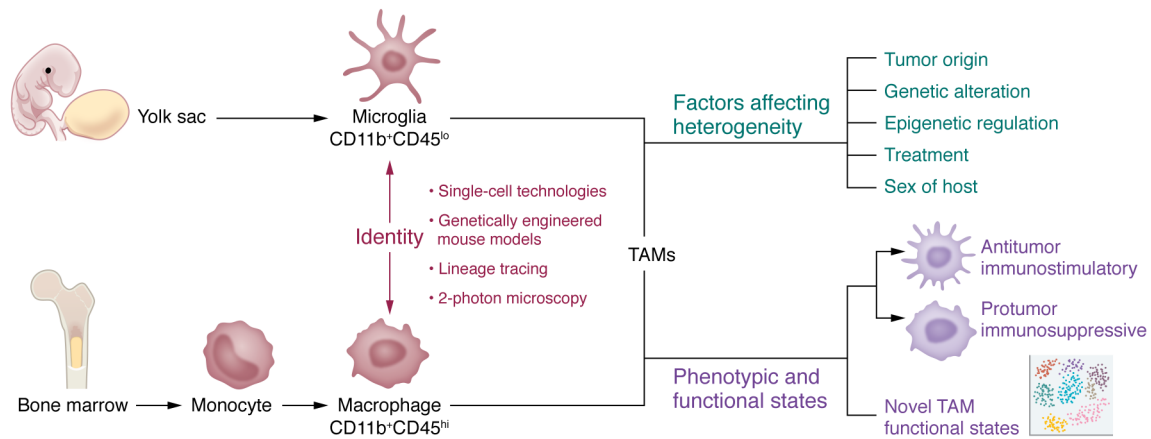 Yolk sac
Microglia
CD11b⁺CD45ˡᵒ
Identity
• Single-cell technologies
• Genetically engineered
mouse models
• Lineage tracing
• 2-photon microscopy
Bone marrow
Monocyte
Macrophage
CD11b⁺CD45ʰⁱ
TAMs
Factors affecting
heterogeneity
Tumor origin
Genetic alteration
Epigenetic regulation
Treatment
Sex of host
Phenotypic and
functional states
Antitumor
immunostimulatory
Protumor
immunosuppressive
Novel TAM
functional states